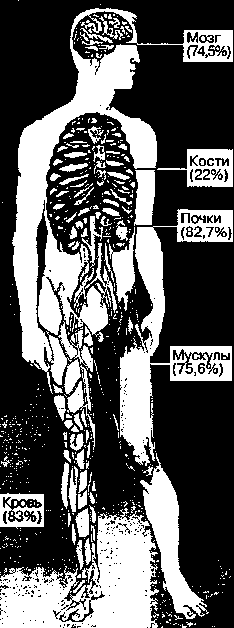 Мозг
(74,5%)
Кости
(22%)
Почки
(82,7%)
Мускулы
(75,6%)
Кровь
(83%)